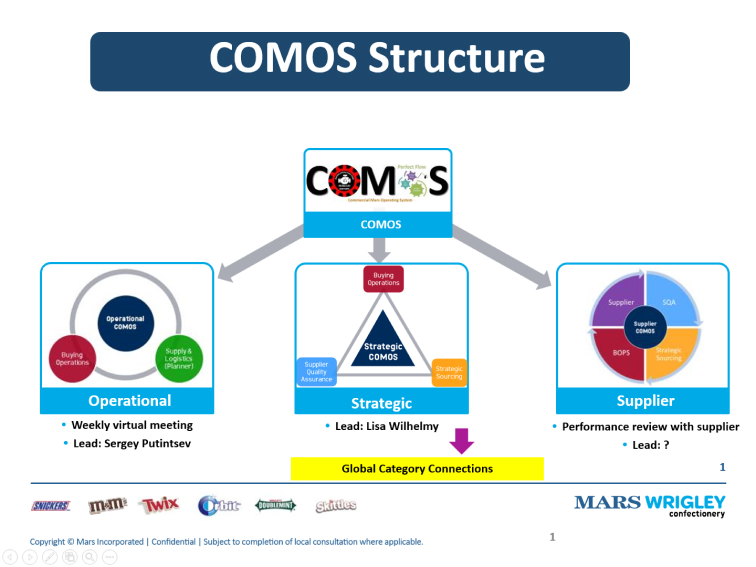 COMOS Structure
COMOS
Perfect Flow
Commercial Mars Operating System
COMOS
Operational
COMOS
Buying
Operations
Supply &
Logistics
(Planner)
Operational
• Weekly virtual meeting
• Lead: Sergey Putintsev
Buying
Operations
Strategic
COMOS
Supplier
Quality
Assurance
Strategic
Sourcing
Strategic
• Lead: Lisa Wilhelmy
Global Category Connections
Supplier
SQA
Supplier
COMOS
BOPS
Strategic
Sourcing
Supplier
• Performance review with supplier
• Lead: ?
1
SNICKERS
m&m's
TWIX
Orbit
DOUBLEMINT
Skittles
MARS WRIGLEY
confectionery
Copyright © Mars Incorporated | Confidential | Subject to completion of local consultation where applicable.
1